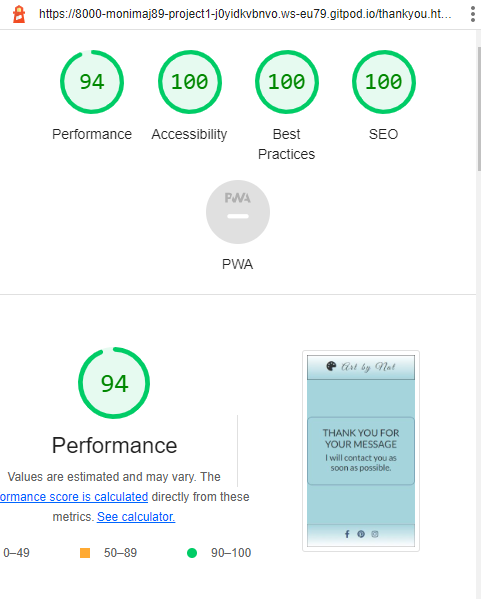 https://8000-monimaj89-project1-j0yidkvbnvo.ws-eu79.gitpod.io/thankyou.ht…
94 100 100 100
Performance Accessibility Best Practices SEO
PWA
PWA
94
Performance
Values are estimated and may vary. The
ormance score is calculated directly from these
metrics. See calculator.
0–49 50–89 90–100
Art by Nat
THANK YOU FOR
YOUR MESSAGE
I will contact you as
soon as possible.